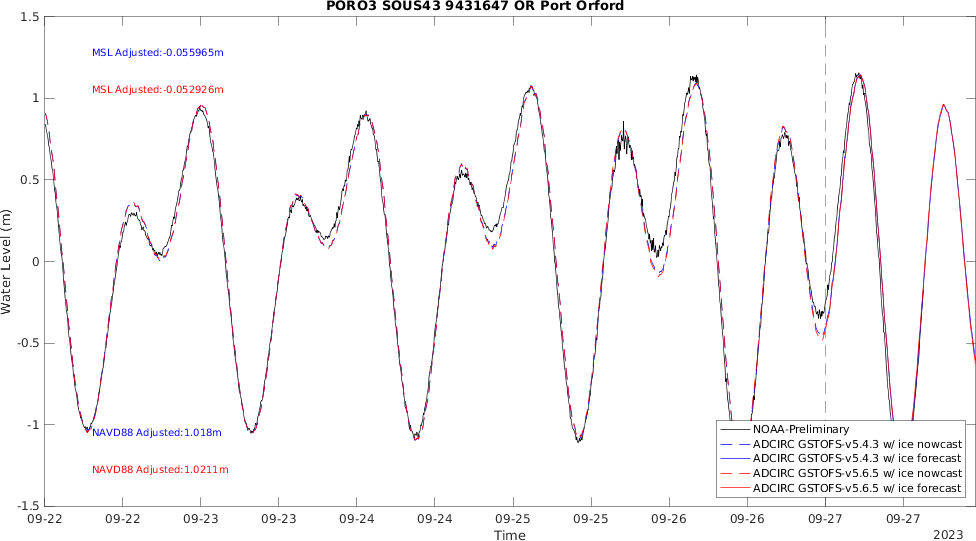 PORO3 SOUS43 9431647 OR Port Orford
1.5
MSL Adjusted:-0.055965m
MSL Adjusted:-0.052926m
1
0.5
0
-0.5
-1
-1.5
Water Level (m)
NAVD88 Adjusted:1.018m
NAVD88 Adjusted:1.0211m
NOAA-Preliminary
ADCIRC GSTOFS-v5.4.3 w/ ice nowcast
ADCIRC GSTOFS-v5.4.3 w/ ice forecast
ADCIRC GSTOFS-v5.6.5 w/ ice nowcast
ADCIRC GSTOFS-v5.6.5 w/ ice forecast
09-22 09-22 09-23 09-23 09-24 09-24 09-25 09-25 09-26 09-26 09-27 09-27
Time
2023